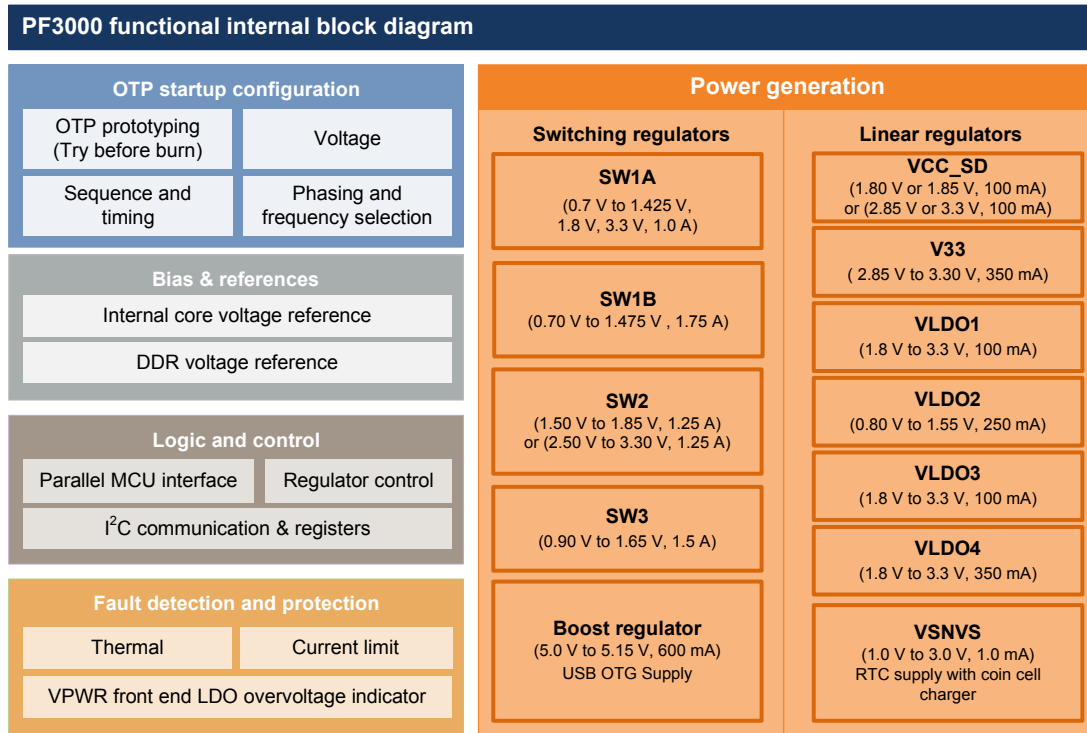 PF3000 functional internal block diagram
OTP startup configuration
OTP prototyping
(Try before burn)
Voltage
Sequence and
timing
Phasing and
frequency selection
Bias & references
Internal core voltage reference
DDR voltage reference
Logic and control
Parallel MCU interface
Regulator control
I²C communication & registers
Fault detection and protection
Thermal
Current limit
VPWR front end LDO overvoltage indicator
Power generation
Switching regulators
SW1A
(0.7 V to 1.425 V,
1.8 V, 3.3 V, 1.0 A)
SW1B
(0.70 V to 1.475 V , 1.75 A)
SW2
(1.50 V to 1.85 V, 1.25 A)
or (2.50 V to 3.30 V, 1.25 A)
SW3
(0.90 V to 1.65 V, 1.5 A)
Boost regulator
(5.0 V to 5.15 V, 600 mA)
USB OTG Supply
Linear regulators
VCC_SD
(1.80 V or 1.85 V, 100 mA)
or (2.85 V or 3.3 V, 100 mA)
V33
( 2.85 V to 3.30 V, 350 mA)
VLDO1
(1.8 V to 3.3 V, 100 mA)
VLDO2
(0.80 V to 1.55 V, 250 mA)
VLDO3
(1.8 V to 3.3 V, 100 mA)
VLDO4
(1.8 V to 3.3 V, 350 mA)
VSNVS
(1.0 V to 3.0 V, 1.0 mA)
RTC supply with coin cell
charger